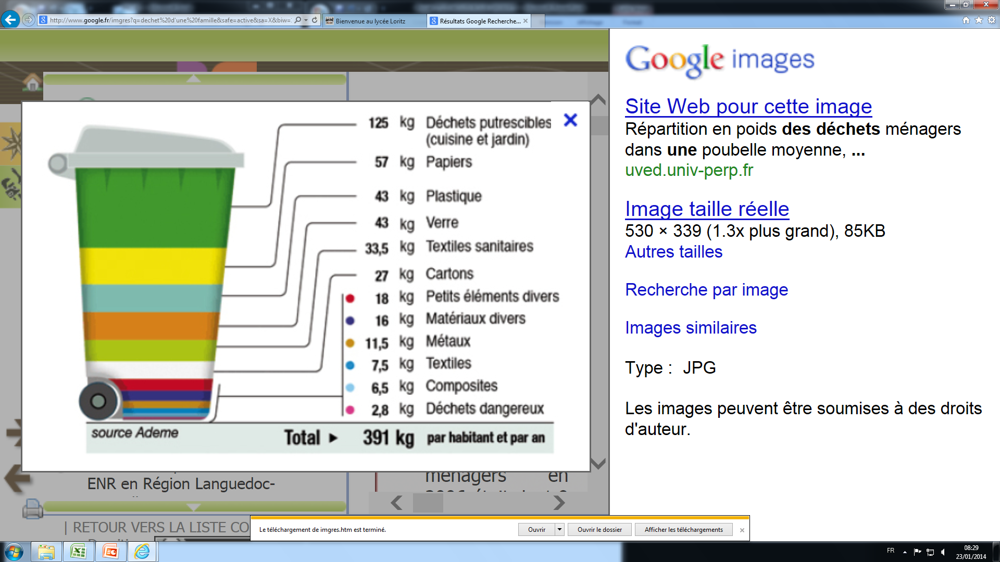 http://www.google.fr/imgres?q=dechet%20d'une%20famille&safe=active&sa=X&biw=
Bienvenue au lycée Loritz
Résultats Google Recherche...
Google images
Site Web pour cette image
Répartition en poids des déchets ménagers
dans une poubelle moyenne, ...
uved.univ-perp.fr
Image taille réelle
530 × 339 (1.3x plus grand), 85KB
Autres tailles
Recherche par image
Images similaires
Type : JPG
Les images peuvent être soumises à des droits
d'auteur.
125 kg Déchets putrescibles
(cuisine et jardin)
57 kg Papiers
43 kg Plastique
43 kg Verre
33,5 kg Textiles sanitaires
27 kg Cartons
18 kg Petits éléments divers
16 kg Matériaux divers
11,5 kg Métaux
7,5 kg Textiles
6,5 kg Composites
2,8 kg Déchets dangereux
source Ademe
Total ► 391 kg par habitant et par an
ménagers en
ENR en Région Languedoc-
| RETOUR VERS LA LISTE CO
Le téléchargement de imgres.htm est terminé.
Ouvrir
Ouvrir le dossier
Afficher les téléchargements
FR
08:29
23/01/2014